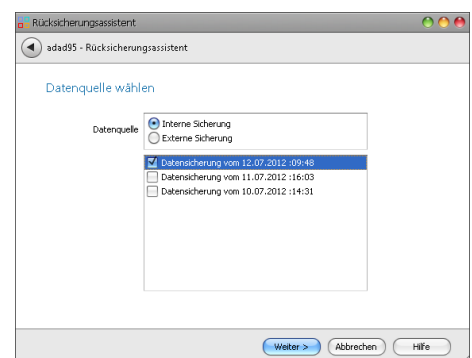 Rücksicherungsassistent
adad95 - Rücksicherungsassistent
Datenquelle wählen
Datenquelle
Interne Sicherung
Externe Sicherung
Datensicherung vom 12.07.2012 :09:48
Datensicherung vom 11.07.2012 :16:03
Datensicherung vom 10.07.2012 :14:31
Weiter > Abbrechen Hilfe